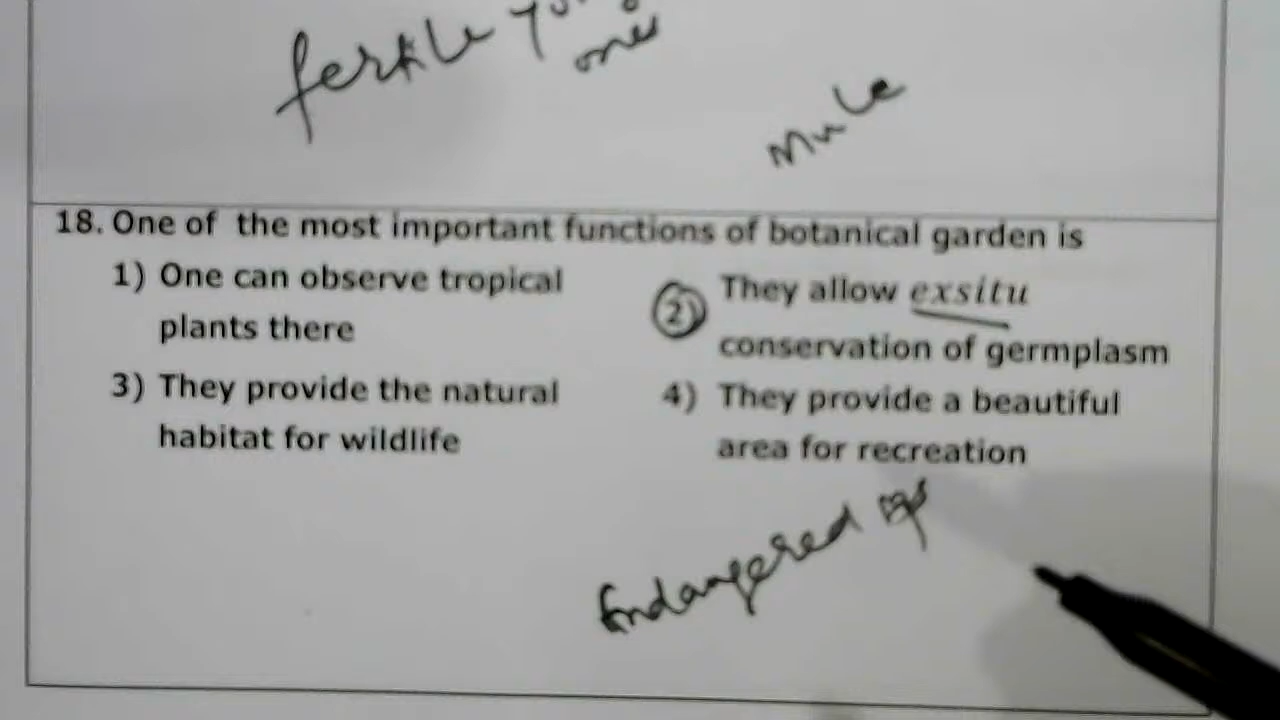 fertile
ones
Mule
18. One of the most important functions of botanical garden is
1) One can observe tropical
plants there
2) They allow exsitu
conservation of germplasm
3) They provide the natural
habitat for wildlife
4) They provide a beautiful
area for recreation
Endangered